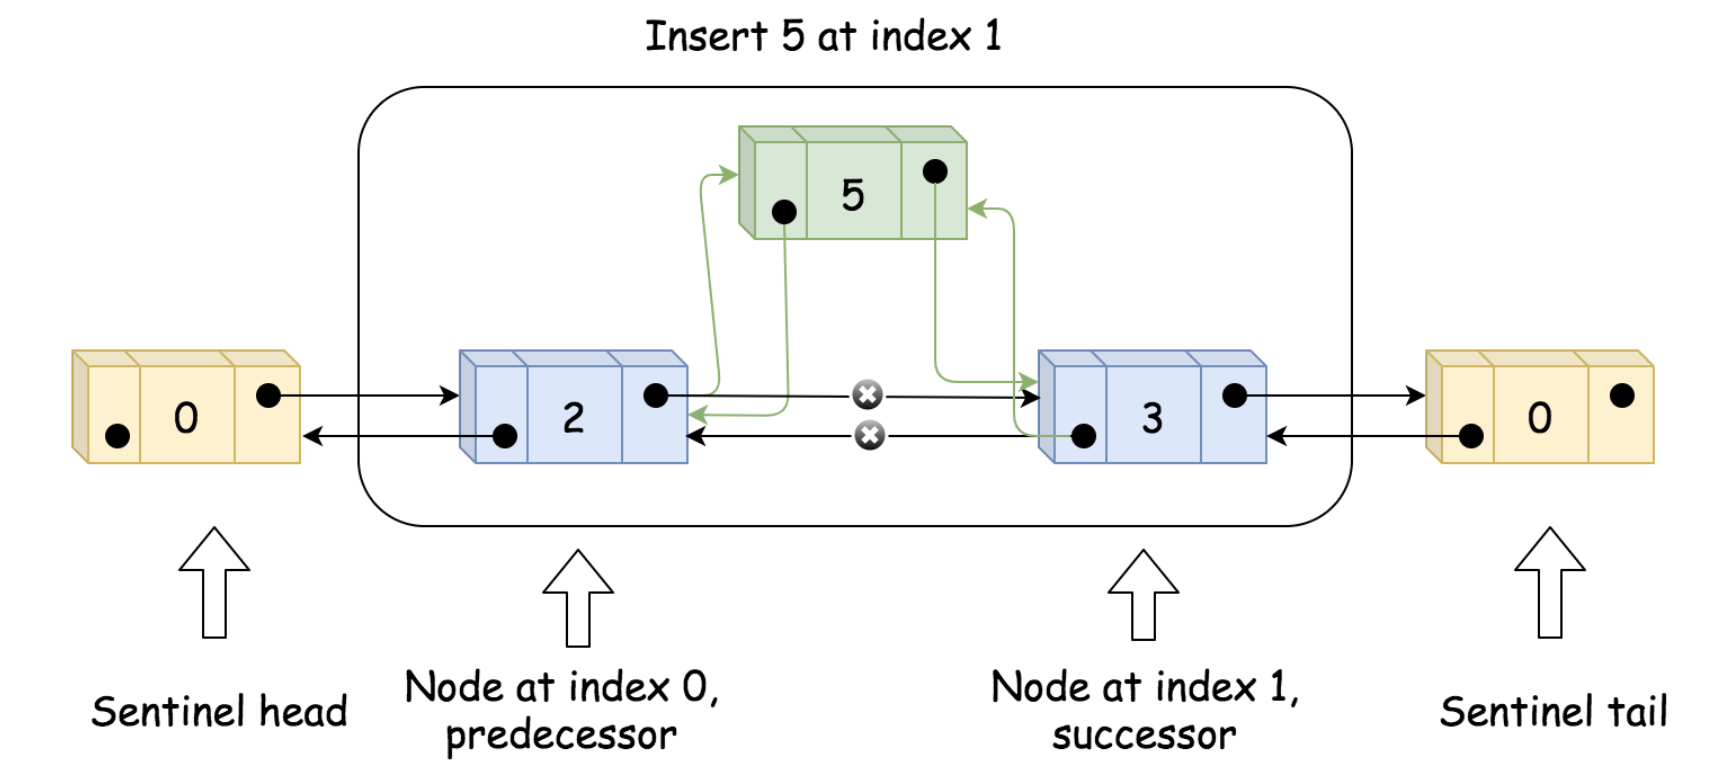 Insert 5 at index 1
5
0
2
3
0
Sentinel head
Node at index 0,
predecessor
Node at index 1,
successor
Sentinel tail